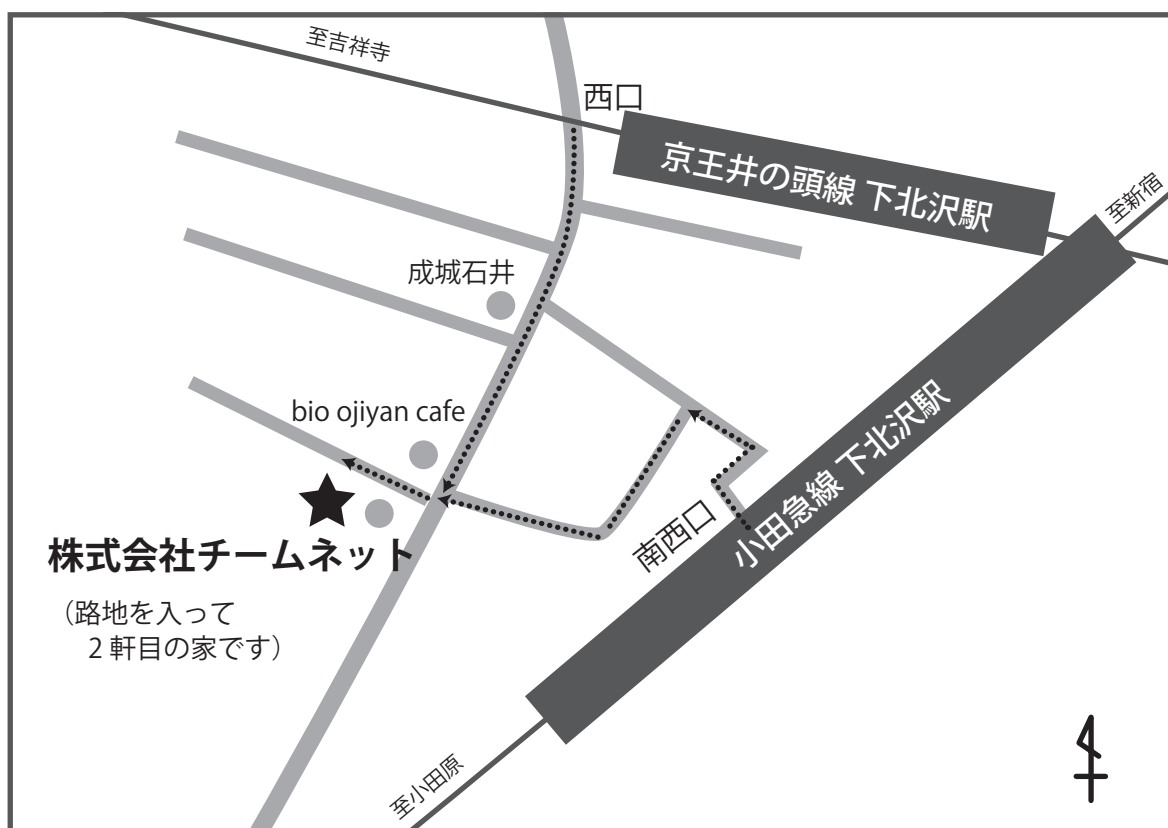 至吉祥寺
西口
京王井の頭線 下北沢駅
至新宿
成城石井
bio ojiyan cafe
小田急線 下北沢駅
南西口
株式会社チームネット
（路地を入って
2 軒目の家です）
至小田原